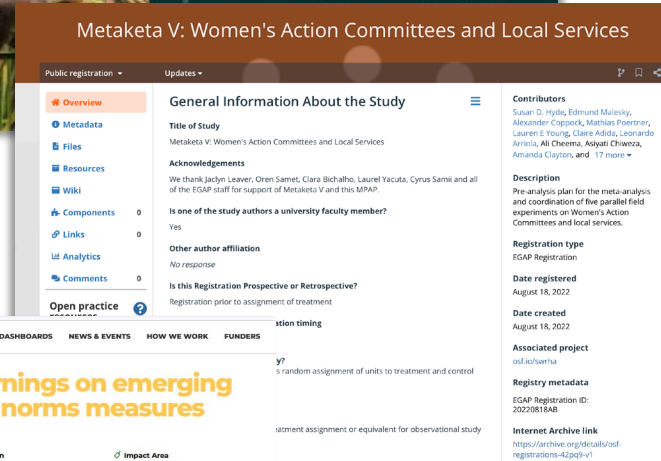 Metaketa V: Women's Action Committees and Local Services
Public registration
Updates
Overview
Metadata
Files
Resources
Wiki
Components 0
Links 0
Analytics
Comments 0
Open practice
resources
General Information About the Study
Title of Study
Metaketa V: Women's Action Committees and Local Services
Acknowledgements
We thank Jaclyn Leaver, Oren Samet, Clara Bicalho, Laurel Yacuta, Cyrus Samii and all
of the EGAP staff for support of Metaketa V and this MPAP.
Is one of the study authors a university faculty member?
Yes
Other author affiliation
No response
Is this Registration Prospective or Retrospective?
Registration prior to assignment of treatment
ation timing
y?
s random assignment of units to treatment and control
eatment assignment or equivalent for observational study
Contributors
Susan D. Hyde, Edmund Malesky,
Alexander Coppock, Mathias Poertner,
Lauren E Young, Claire Adida, Leonardo
Arriola, Ali Cheema, Asiyati Chiweza,
Amanda Clayton, and 17 more
Description
Pre-analysis plan for the meta-analysis
and coordination of five parallel field
experiments on Women's Action
Committees and local services.
Registration type
EGAP Registration
Date registered
August 18, 2022
Date created
August 18, 2022
Associated project
osf.io/swrha
Registry metadata
EGAP Registration ID:
20220818AB
Internet Archive link
https://archive.org/details/osf-
registrations-42pq9-v1
DASHBOARDS NEWS & EVENTS HOW WE WORK FUNDERS
nings on emerging
norms measures
n
Impact Area